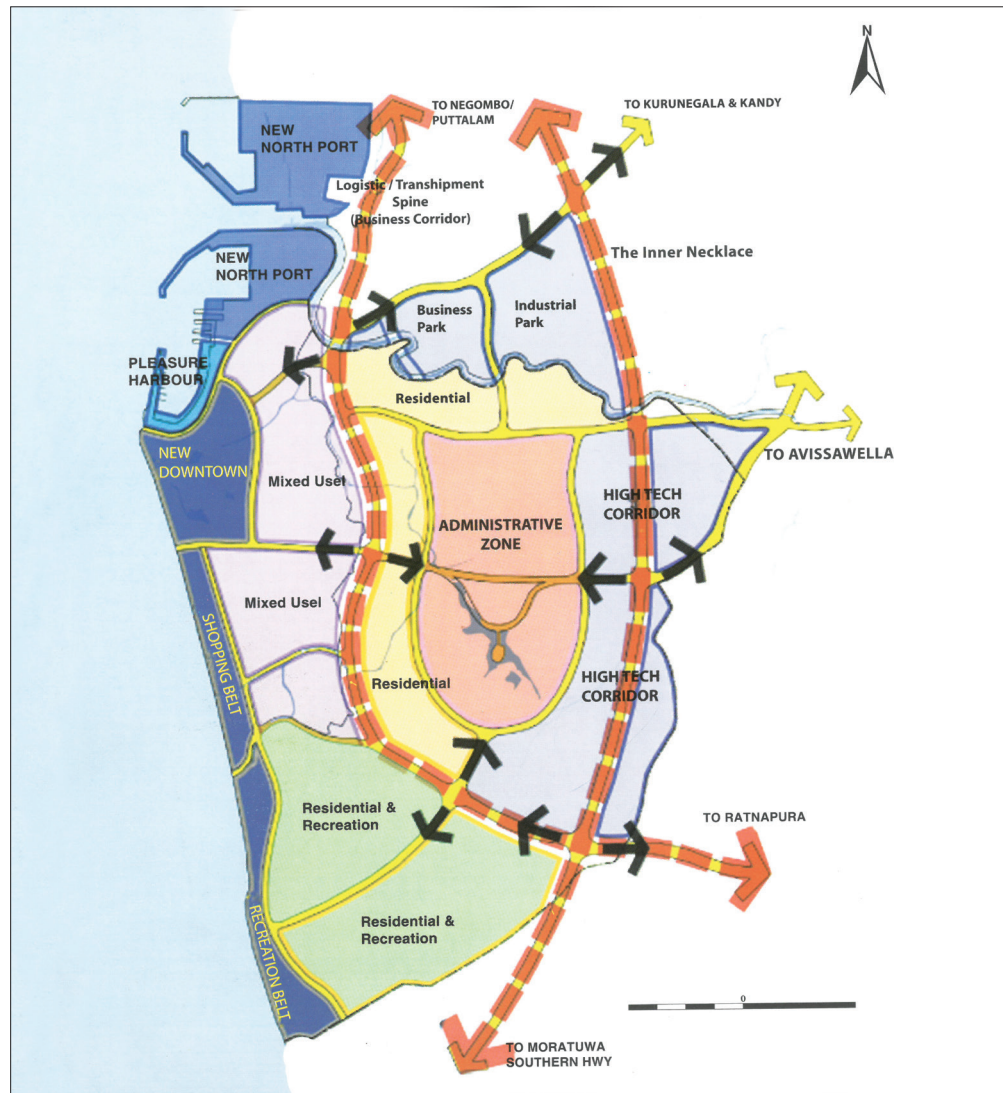 N
TO NEGOMBO/
PUTTALAM
TO KURUNEGALA & KANDY
NEW
NORTH PORT
Logistic / Transhipment
Spine
(Business Corridor)
The Inner Necklace
NEW
NORTH PORT
Business
Park
Industrial
Park
PLEASURE
HARBOUR
Residential
NEW
DOWNTOWN
TO AVISSAWELLA
Mixed Usel
HIGH TECH
CORRIDOR
ADMINISTRATIVE
ZONE
Mixed Usel
SHOPPING BELT
Residential
HIGH TECH
CORRIDOR
Residential &
Recreation
TO RATNAPURA
Residential &
Recreation
RECREATION BELT
0
TO MORATUWA
SOUTHERN HWY